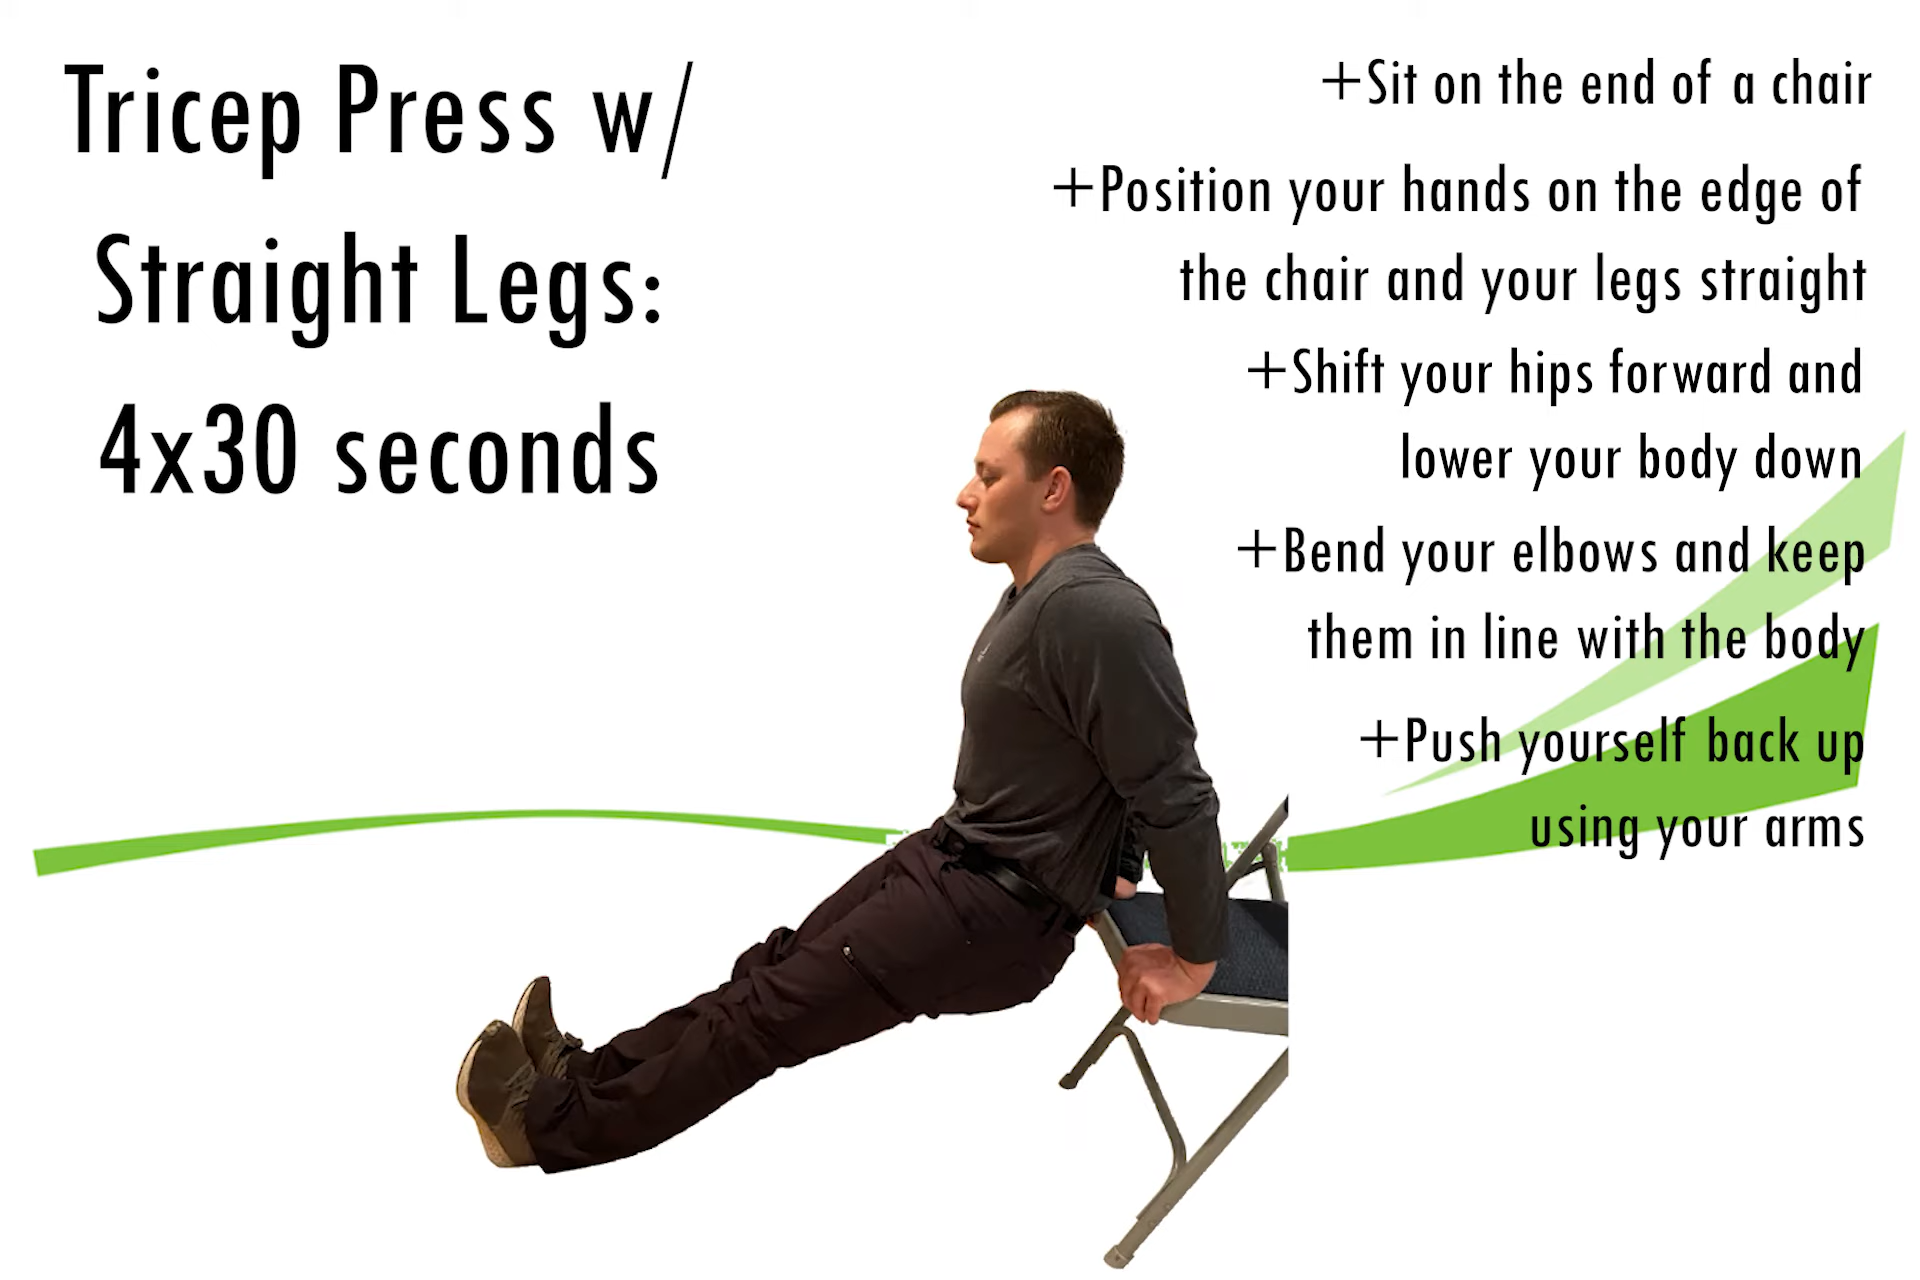 Tricep Press w/
Straight Legs:
4x30 seconds
+Sit on the end of a chair
+Position your hands on the edge of
the chair and your legs straight
+Shift your hips forward and
lower your body down
+Bend your elbows and keep
them in line with the body
+Push yourself back up
using your arms